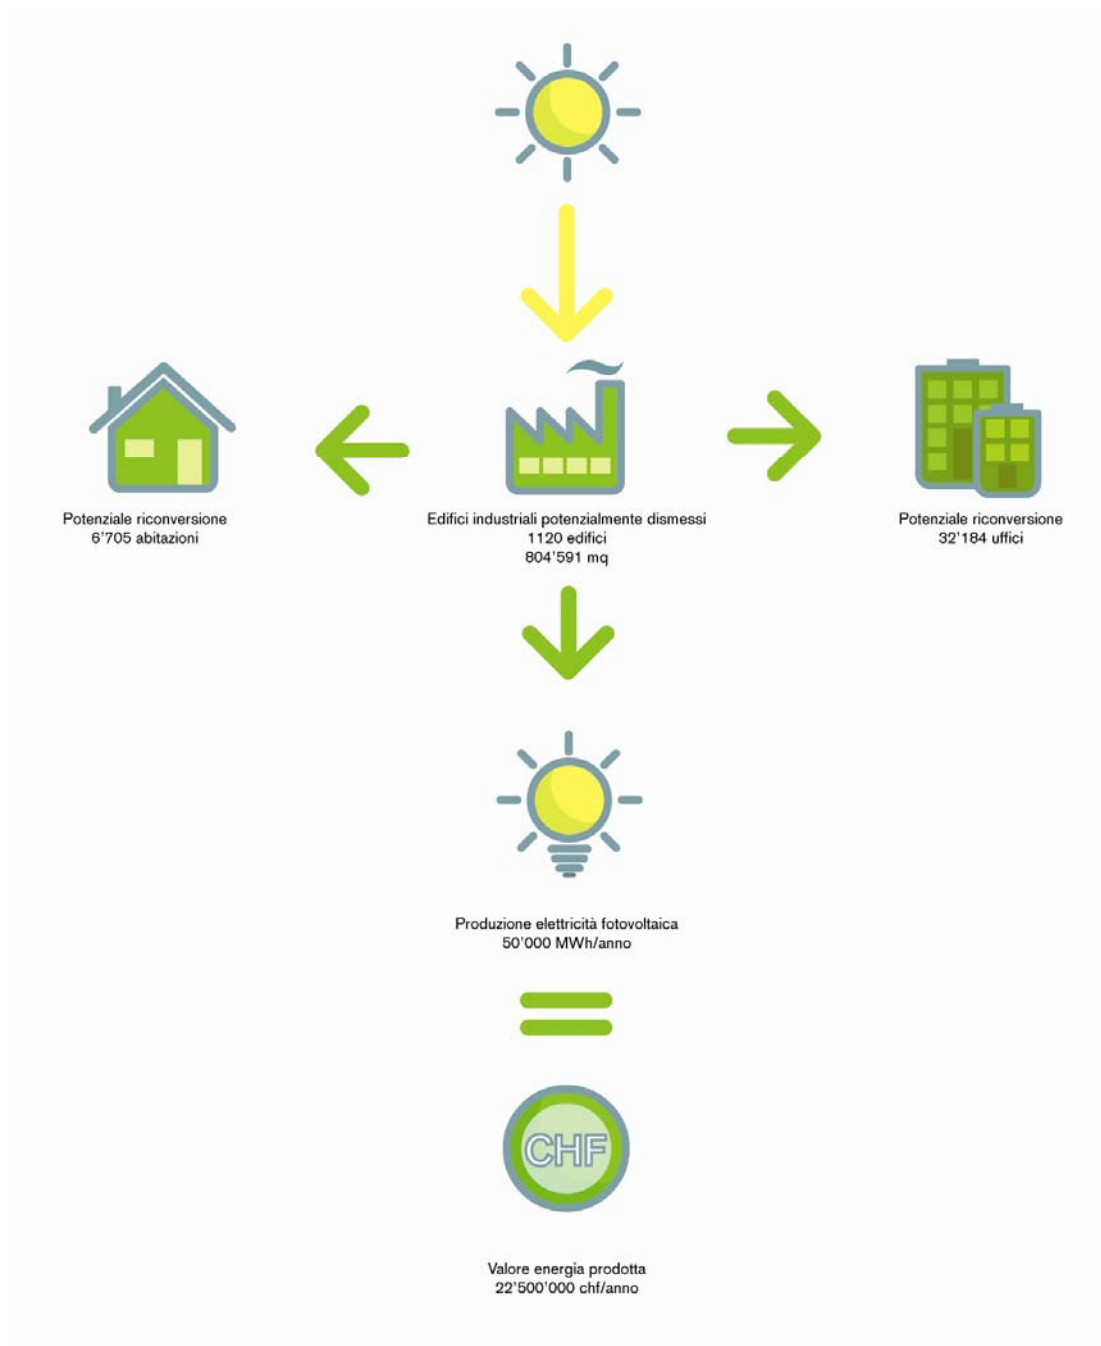 Potenziale riconversione
6'705 abitazioni
Edifici industriali potenzialmente dismessi
1120 edifici
804'591 mq
Potenziale riconversione
32'184 uffici
Produzione elettricità fotovoltaica
50'000 MWh/anno
CHF
Valore energia prodotta
22'500'000 chf/anno